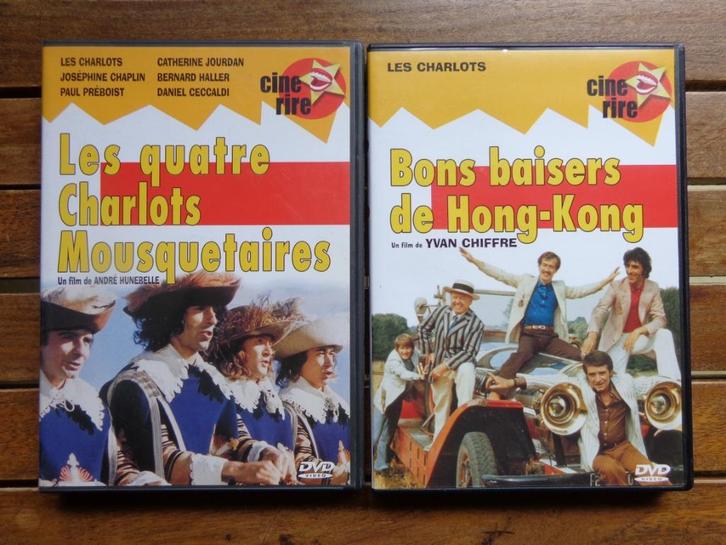 LES CHARLOTS CATHERINE JOURDAN
JOSÉPHINE CHAPLIN BERNARD HALLER
PAUL PRÉBOIST DANIEL CECCALDI
cine
rire
Les quatre
Charlots
Mousquetaires
Un film de ANDRÉ HUNEBELLE
DVD
VIDEO
LES CHARLOTS
cine
rire
Bons baisers
de Hong-Kong
Un film de YVAN CHIFFRE
DVD
VIDEO